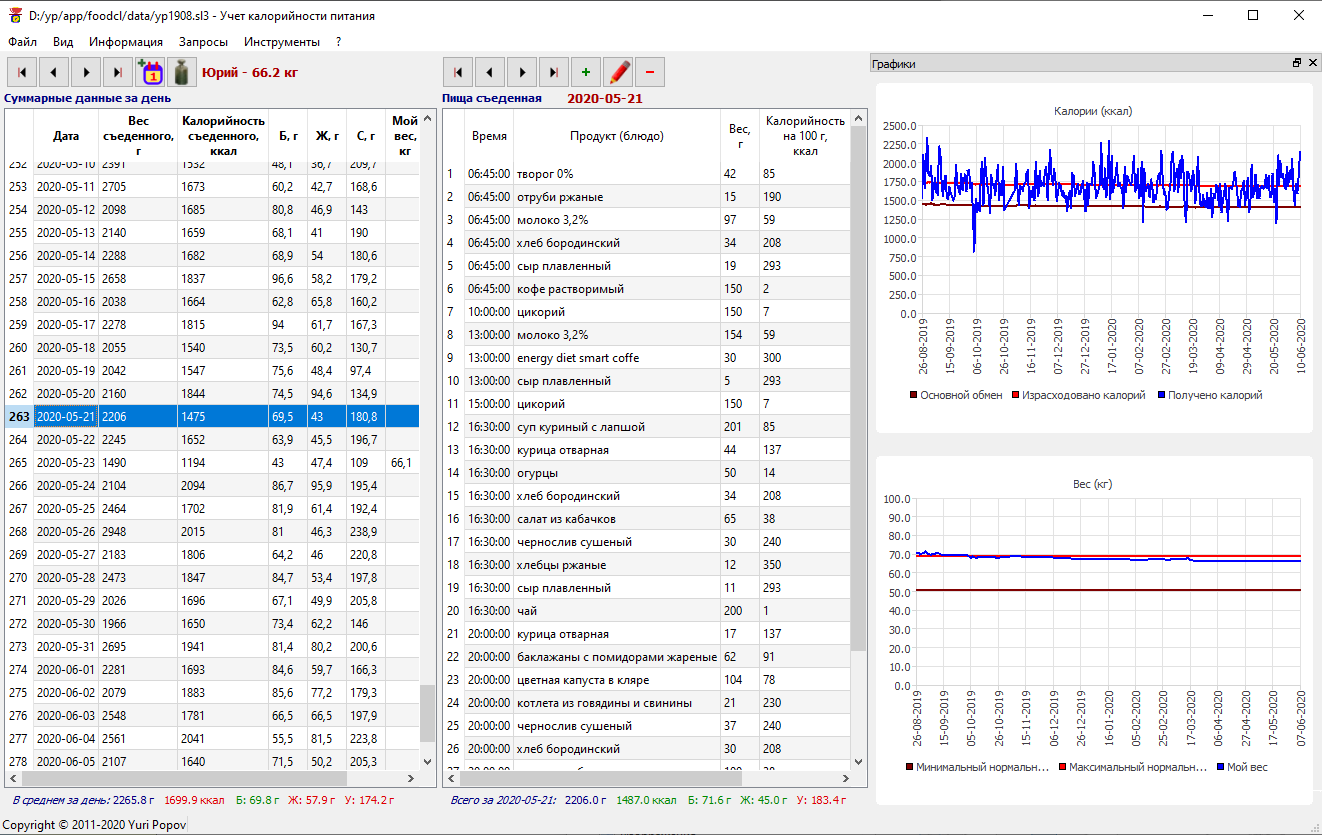 D:/yp/app/foodcl/data/yp1908.sl3 - Учет калорийности питания
Файл Вид Информация Запросы Инструменты ?
1 Юрий - 66.2 кг
Суммарные данные за день
Дата Вес съеденного, г Калорийность съеденного, ккал Б, г Ж, г С, г Мой вес, кг
252 2020-05-10 2391 1532 48,1 36,7 209,7
253 2020-05-11 2705 1673 60,2 42,7 168,6
254 2020-05-12 2098 1685 80,8 46,9 143
255 2020-05-13 2140 1659 68,1 41 190
256 2020-05-14 2288 1682 68,9 54 180,6
257 2020-05-15 2658 1837 96,6 58,2 179,2
258 2020-05-16 2038 1664 62,8 65,8 160,2
259 2020-05-17 2278 1815 94 61,7 167,3
260 2020-05-18 2055 1540 73,5 60,2 130,7
261 2020-05-19 2042 1547 75,6 48,4 97,4
262 2020-05-20 2160 1844 74,5 94,6 134,9
263 2020-05-21 2206 1475 69,5 43 180,8
264 2020-05-22 2245 1652 63,9 45,5 196,7
265 2020-05-23 1490 1194 43 47,4 109 66,1
266 2020-05-24 2104 2094 86,7 95,9 195,4
267 2020-05-25 2464 1702 81,9 61,4 192,4
268 2020-05-26 2948 2015 81 46,3 238,9
269 2020-05-27 2183 1806 64,2 46 220,8
270 2020-05-28 2473 1847 84,7 53,4 197,8
271 2020-05-29 2026 1696 67,1 49,9 205,8
272 2020-05-30 1966 1650 73,4 62,2 146
273 2020-05-31 2695 1941 81,4 80,2 200,6
274 2020-06-01 2281 1693 84,6 59,7 166,3
275 2020-06-02 2079 1883 85,6 77,2 179,3
276 2020-06-03 2548 1781 66,5 66,5 197,9
277 2020-06-04 2561 2041 55,5 81,5 223,8
278 2020-06-05 2107 1640 71,5 50,2 205,3
В среднем за день: 2265.8 г 1699.9 ккал Б: 69.8 г Ж: 57.9 г У: 174.2 г
Пища съеденная 2020-05-21
Время Продукт (блюдо) Вес, г Калорийность на 100 г, ккал
1 06:45:00 творог 0% 42 85
2 06:45:00 отруби ржаные 15 190
3 06:45:00 молоко 3,2% 97 59
4 06:45:00 хлеб бородинский 34 208
5 06:45:00 сыр плавленный 19 293
6 06:45:00 кофе растворимый 150 2
7 10:00:00 цикорий 150 7
8 13:00:00 молоко 3,2% 154 59
9 13:00:00 energy diet smart coffe 30 300
10 13:00:00 сыр плавленный 5 293
11 15:00:00 цикорий 150 7
12 16:30:00 суп куриный с лапшой 201 85
13 16:30:00 курица отварная 44 137
14 16:30:00 огурцы 50 14
15 16:30:00 хлеб бородинский 34 208
16 16:30:00 салат из кабачков 65 38
17 16:30:00 чернослив сушеный 30 240
18 16:30:00 хлебцы ржаные 12 350
19 16:30:00 сыр плавленный 11 293
20 16:30:00 чай 200 1
21 20:00:00 курица отварная 17 137
22 20:00:00 баклажаны с помидорами жареные 62 91
23 20:00:00 цветная капуста в кляре 104 78
24 20:00:00 котлета из говядины и свинины 21 230
25 20:00:00 чернослив сушеный 37 240
26 20:00:00 хлеб бородинский 30 208
Всего за 2020-05-21: 2206.0 г 1487.0 ккал Б: 71.6 г Ж: 45.0 г У: 183.4 г
Графики
Калории (ккал)
2500.0
2250.0
2000.0
1750.0
1500.0
1250.0
1000.0
750.0
500.0
250.0
0.0
26-08-2019 15-09-2019 06-10-2019 26-10-2019 16-11-2019 07-12-2019 27-12-2019 17-01-2020 07-02-2020 27-02-2020 19-03-2020 09-04-2020 29-04-2020 20-05-2020 10-06-2020
Основной обмен Израсходовано калорий Получено калорий
Вес (кг)
100.0
90.0
80.0
70.0
60.0
50.0
40.0
30.0
20.0
10.0
0.0
26-08-2019 15-09-2019 05-10-2019 26-10-2019 15-11-2019 06-12-2019 26-12-2019 16-01-2020 05-02-2020 25-02-2020 17-03-2020 06-04-2020 27-04-2020 17-05-2020 07-06-2020
Минимальный нормальн... Максимальный нормальн... Мой вес
Copyright © 2011-2020 Yuri Popov